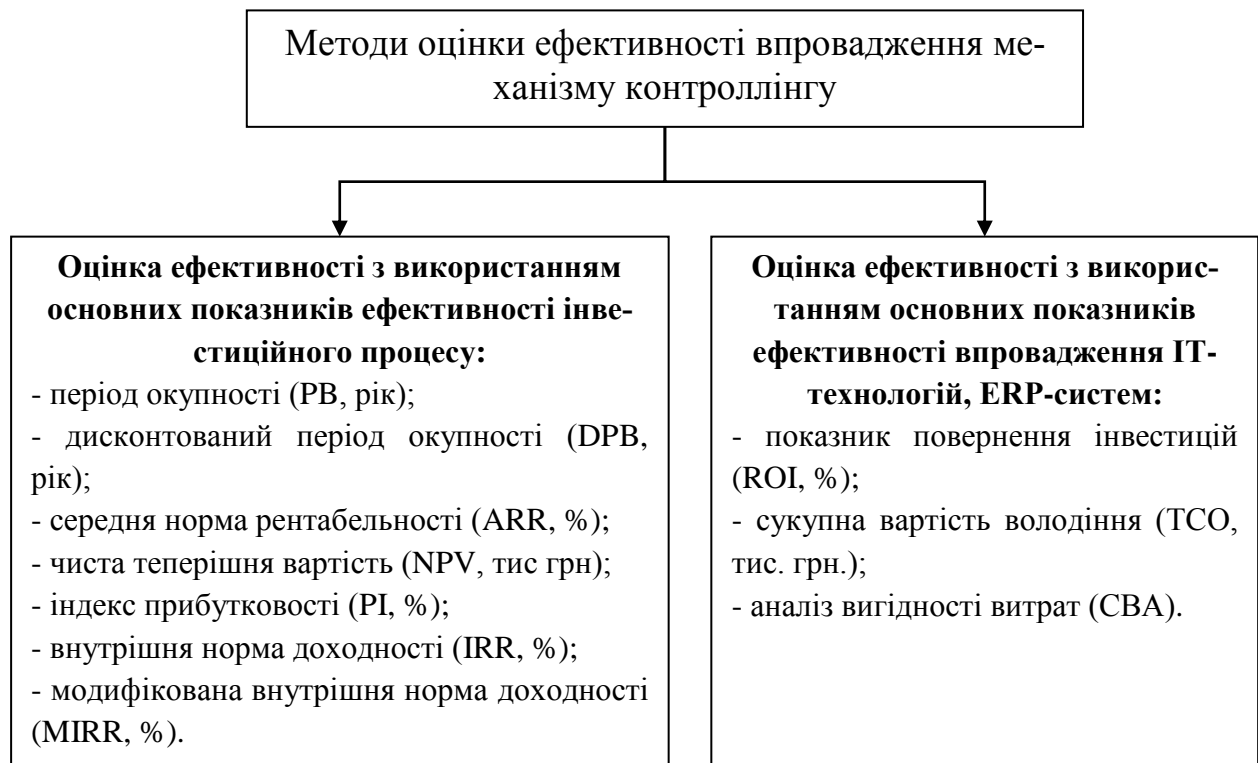 Методи оцінки ефективності впровадження ме-
ханізму контроллінгу
Оцінка ефективності з використанням
основних показників ефективності інве-
стиційного процесу:
- період окупності (PB, рік);
- дисконтований період окупності (DPB,
рік);
- середня норма рентабельності (ARR, %);
- чиста теперішня вартість (NPV, тис грн);
- індекс прибутковості (PI, %);
- внутрішня норма доходності (IRR, %);
- модифікована внутрішня норма доходності
(MIRR, %).
Оцінка ефективності з викорис-
танням основних показників
ефективності впровадження ІТ-
технологій, ERP-систем:
- показник повернення інвестицій
(ROI, %);
- сукупна вартість володіння (TCO,
тис. грн.);
- аналіз вигідності витрат (CBA).